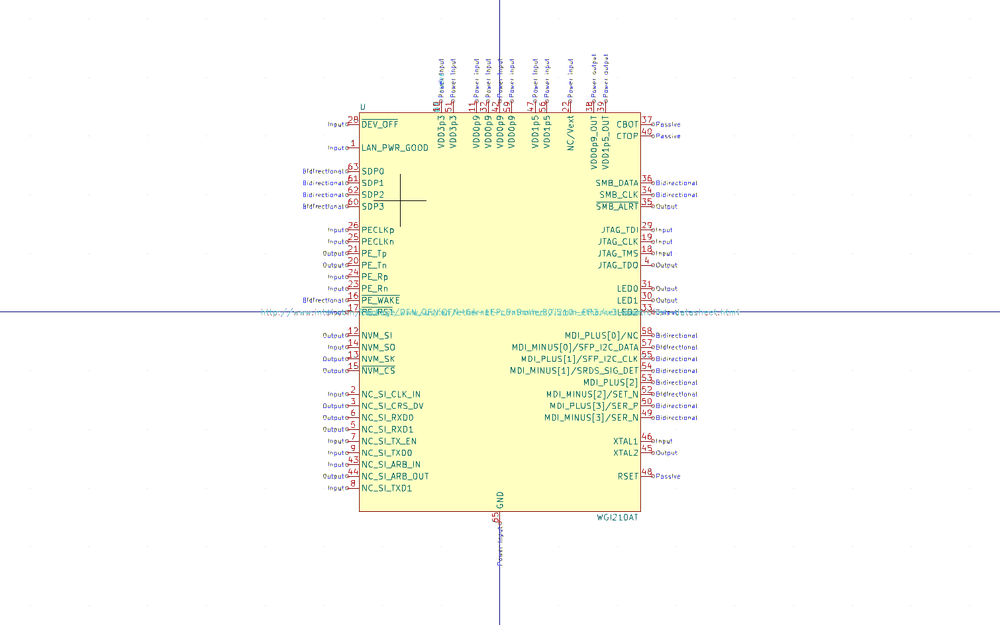 Power Input Power Input Power Input Power Input Power Input Power Input Power Input Power Input Power output Power output
51 11 32 42 59 47 56 22 38 39
U
VDD3p3 VDD3p3 VDD0p9 VDD0p9 VDD0p9 VDD0p9 VDD1p5 VDD1p5 NC/Vext VDD0p9_OUT VDD1p5_OUT
Input 28 DEV_OFF CBOT 37 Passive
CTOP 40 Passive
Input 1 LAN_PWR_GOOD
Bidirectional 63 SDP0
Bidirectional 61 SDP1 SMB_DATA 36 Bidirectional
Bidirectional 62 SDP2 SMB_CLK 34 Bidirectional
Bidirectional 60 SDP3 SMB_ALRT 35 Output
Input 26 PECLKp JTAG_TDI 29 Input
Input 25 PECLKn JTAG_CLK 19 Input
Output 21 PE_Tp JTAG_TMS 18 Input
Output 20 PE_Tn JTAG_TDO 4 Output
Input 24 PE_Rp
Input 23 PE_Rn LED0 31 Output
Bidirectional 16 PE_WAKE LED1 30 Output
Input 17 PE_RST LED2 33 Output
Output 12 NVM_SI MDI_PLUS[0]/NC 58 Bidirectional
Input 14 NVM_SO MDI_MINUS[0]/SFP_I2C_DATA 57 Bidirectional
Output 13 NVM_SK MDI_PLUS[1]/SFP_I2C_CLK 55 Bidirectional
Output 15 NVM_CS MDI_MINUS[1]/SRDS_SIG_DET 54 Bidirectional
MDI_PLUS[2] 53 Bidirectional
Input 2 NC_SI_CLK_IN MDI_MINUS[2]/SET_N 52 Bidirectional
Output 3 NC_SI_CRS_DV MDI_PLUS[3]/SER_P 50 Bidirectional
Output 6 NC_SI_RXD0 MDI_MINUS[3]/SER_N 49 Bidirectional
Output 5 NC_SI_RXD1
Input 7 NC_SI_TX_EN XTAL1 46 Input
Input 9 NC_SI_TXD0 XTAL2 45 Output
Input 43 NC_SI_ARB_IN
Output 44 NC_SI_ARB_OUT RSET 48 Passive
Input 8 NC_SI_TXD1
GND
65 WGI210AT
Power Input